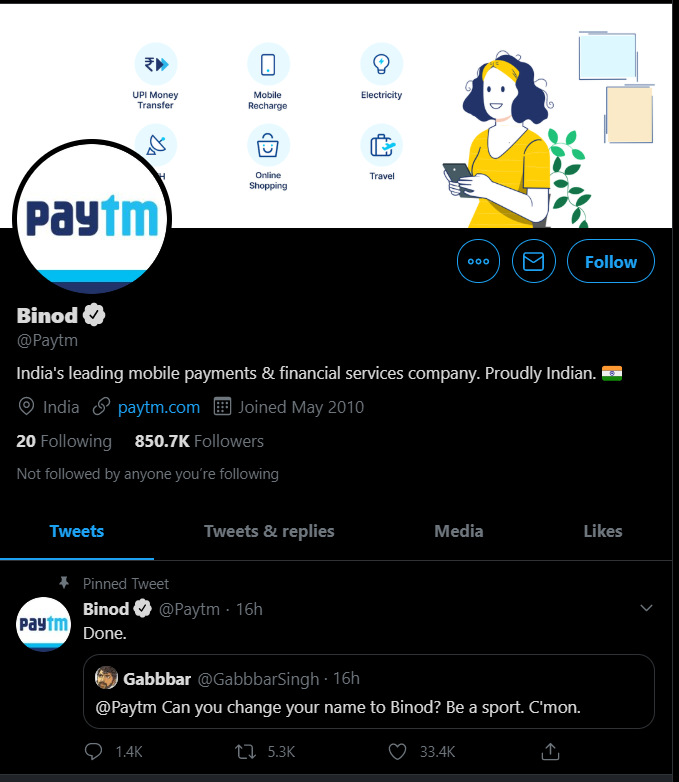 UPI Money
Transfer
Mobile
Recharge
Electricity
H
Online
Shopping
Travel
paytm
Follow
Binod
@Paytm
India's leading mobile payments & financial services company. Proudly Indian. 🇮🇳
India paytm.com Joined May 2010
20 Following 850.7K Followers
Not followed by anyone you're following
Tweets Tweets & replies Media Likes
Pinned Tweet
Binod @Paytm · 16h
paytm
Done.
Gabbbar @GabbbarSingh · 16h
@Paytm Can you change your name to Binod? Be a sport. C'mon.
1.4K 5.3K 33.4K